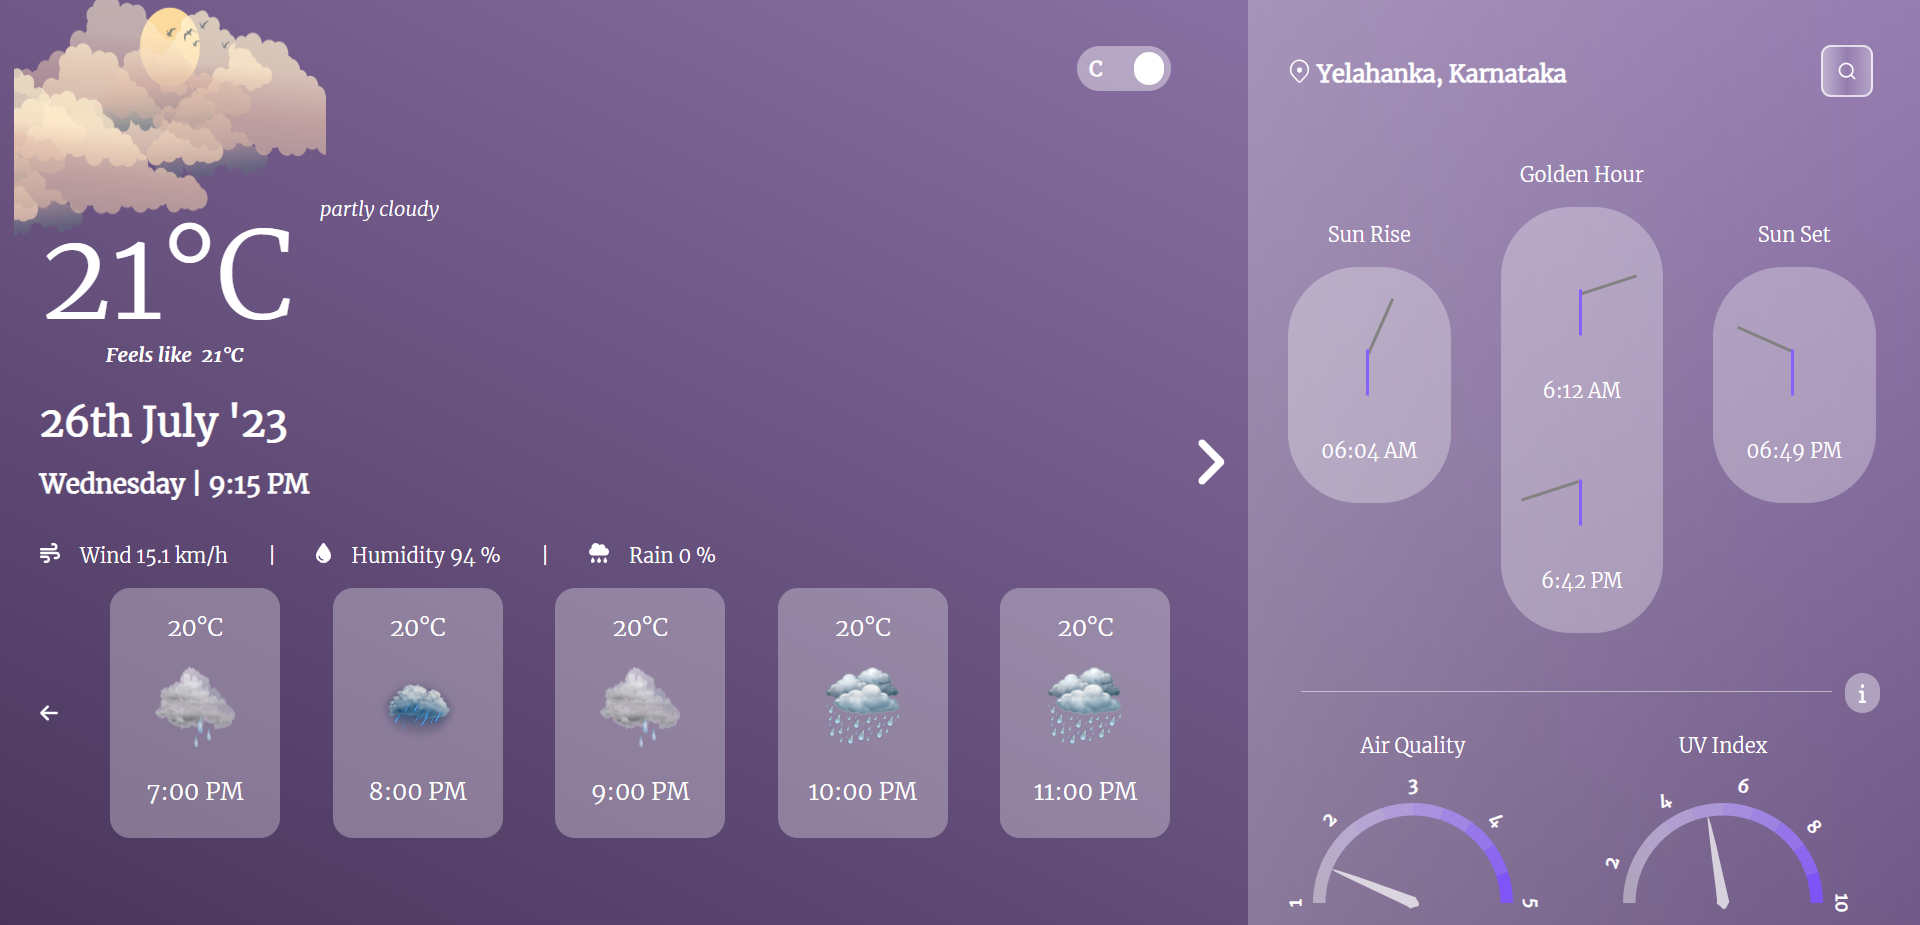 C
partly cloudy
21°C
Feels like 21°C
26th July '23
Wednesday | 9:15 PM
Wind 15.1 km/h | Humidity 94 % | Rain 0 %
20°C
7:00 PM
20°C
8:00 PM
20°C
9:00 PM
20°C
10:00 PM
20°C
11:00 PM
Yelahanka, Karnataka
Sun Rise
06:04 AM
Golden Hour
6:12 AM
6:42 PM
Sun Set
06:49 PM
i
Air Quality
1
2
3
4
5
UV Index
2
4
6
8
10